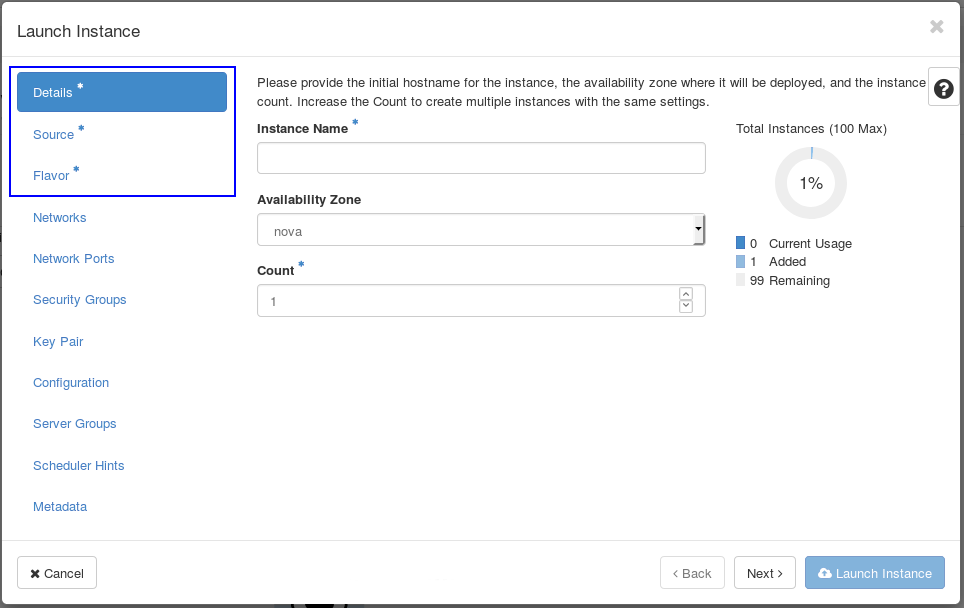 Launch Instance
Details *
Source *
Flavor *
Networks
Network Ports
Security Groups
Key Pair
Configuration
Server Groups
Scheduler Hints
Metadata
Please provide the initial hostname for the instance, the availability zone where it will be deployed, and the instance
count. Increase the Count to create multiple instances with the same settings.
Instance Name *
Availability Zone
nova
Count *
1
Total Instances (100 Max)
1%
0 Current Usage
1 Added
99 Remaining
✖ Cancel
‹ Back
Next ›
Launch Instance